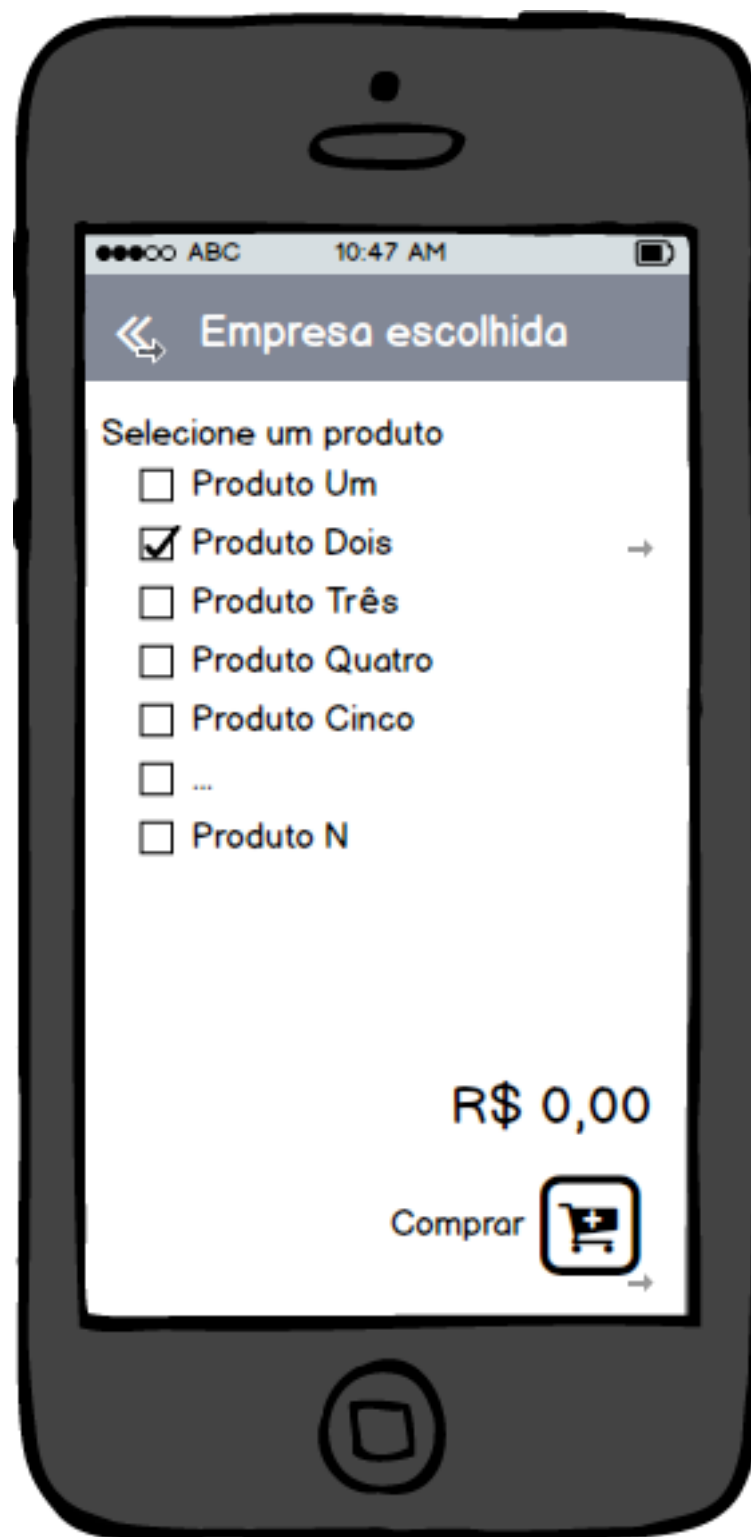 ABC 10:47 AM
Empresa escolhida
Selecione um produto
Produto Um
Produto Dois
Produto Três
Produto Quatro
Produto Cinco
...
Produto N
R$ 0,00
Comprar